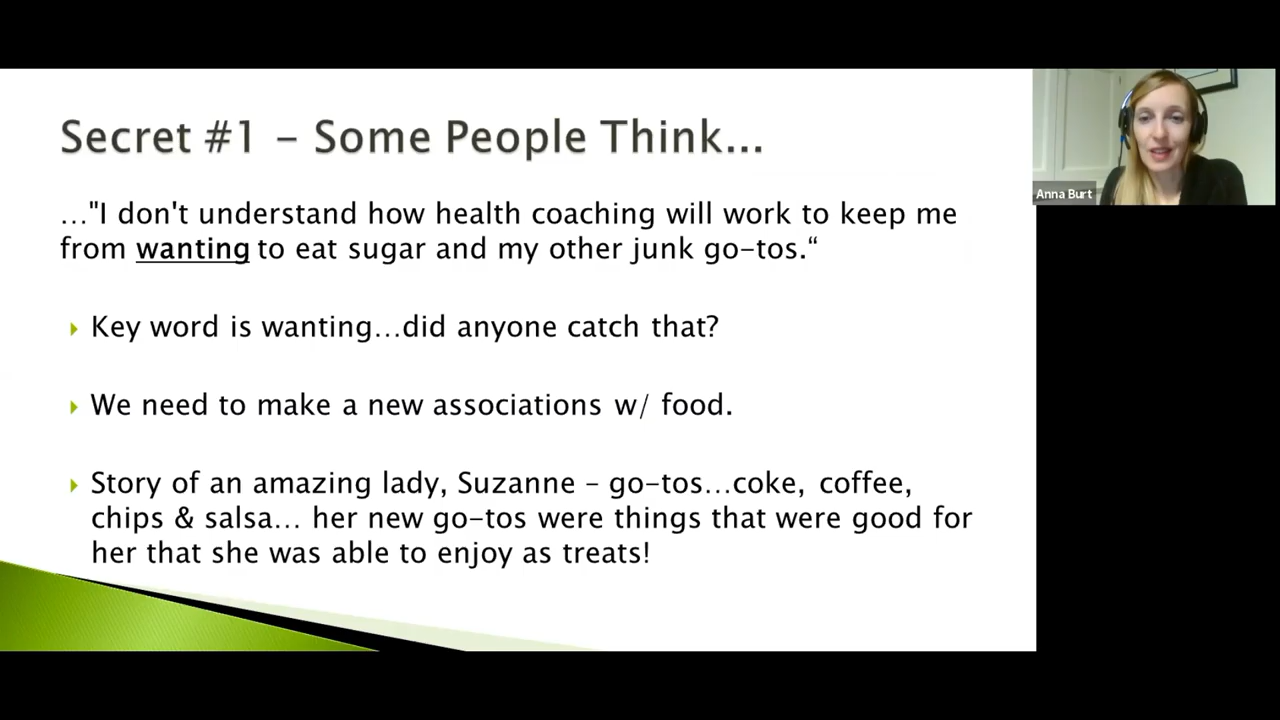 Secret #1 – Some People Think...
..."I don't understand how health coaching will work to keep me
from wanting to eat sugar and my other junk go-tos.“
Key word is wanting...did anyone catch that?
We need to make a new associations w/ food.
Story of an amazing lady, Suzanne – go-tos...coke, coffee,
chips & salsa... her new go-tos were things that were good for
her that she was able to enjoy as treats!
Anna Burt